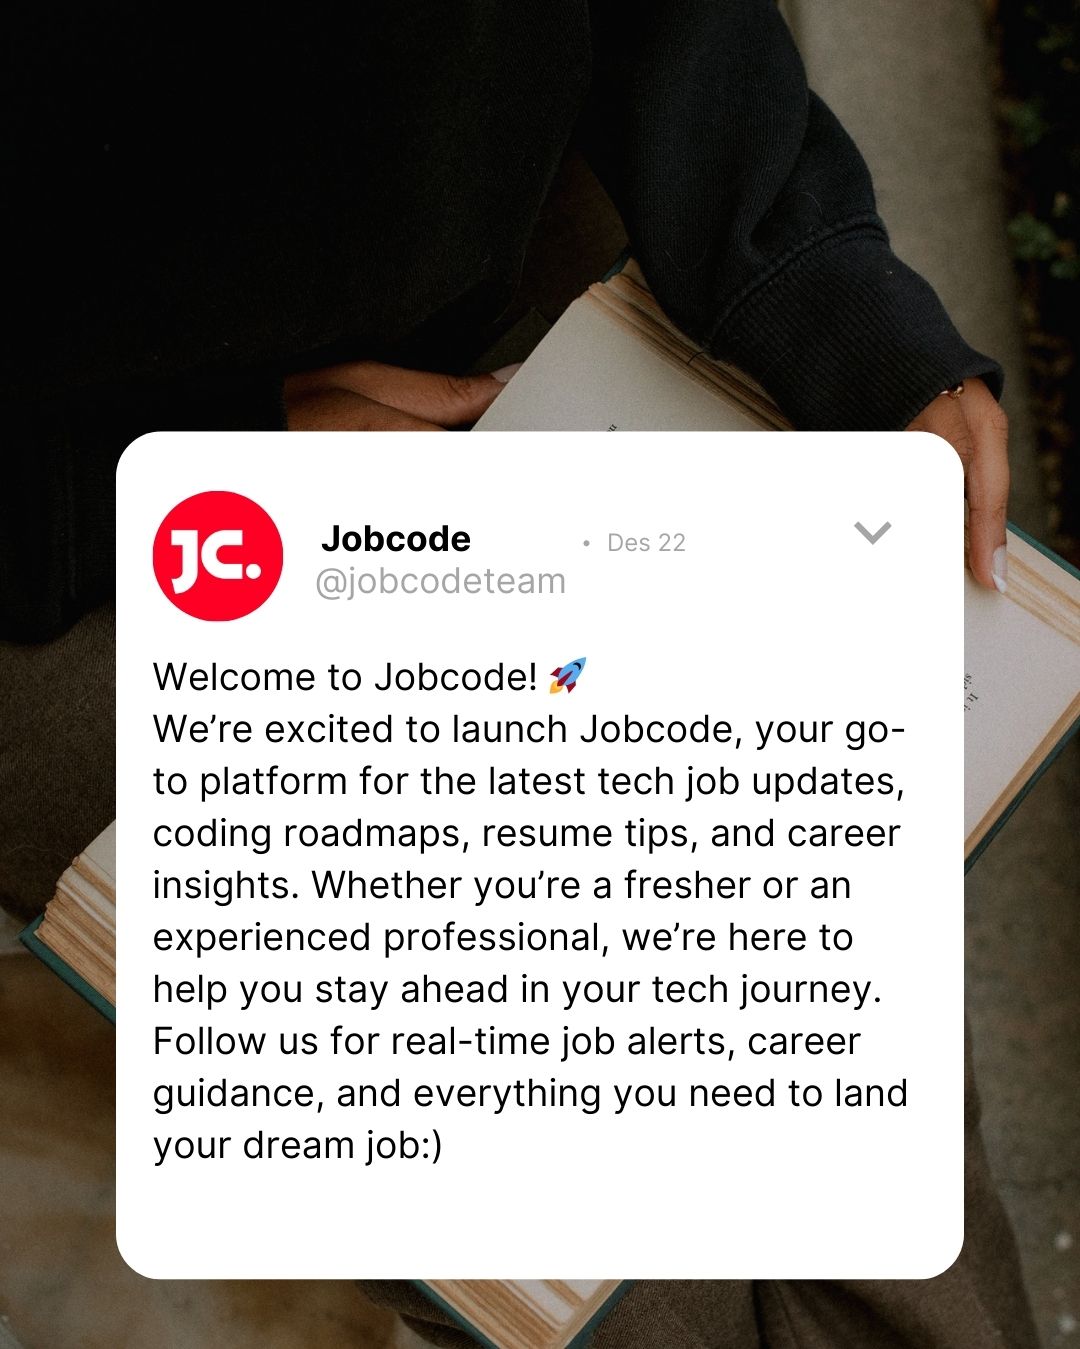 JC.
Jobcode
• Des 22
@jobcodeteam
Welcome to Jobcode! 🚀
We’re excited to launch Jobcode, your go-
to platform for the latest tech job updates,
coding roadmaps, resume tips, and career
insights. Whether you’re a fresher or an
experienced professional, we’re here to
help you stay ahead in your tech journey.
Follow us for real-time job alerts, career
guidance, and everything you need to land
your dream job:)